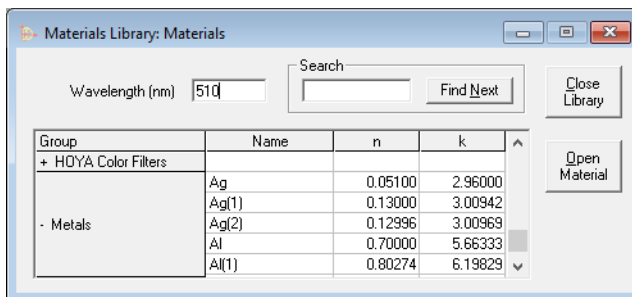 Materials Library: Materials
Search
Wavelength (nm) 510 Find Next Close Library
Group Name n k
+ HOYA Color Filters
Open Material
- Metals
Ag 0.05100 2.96000
Ag(1) 0.13000 3.00942
Ag(2) 0.12996 3.00969
Al 0.70000 5.66333
Al(1) 0.80274 6.19829